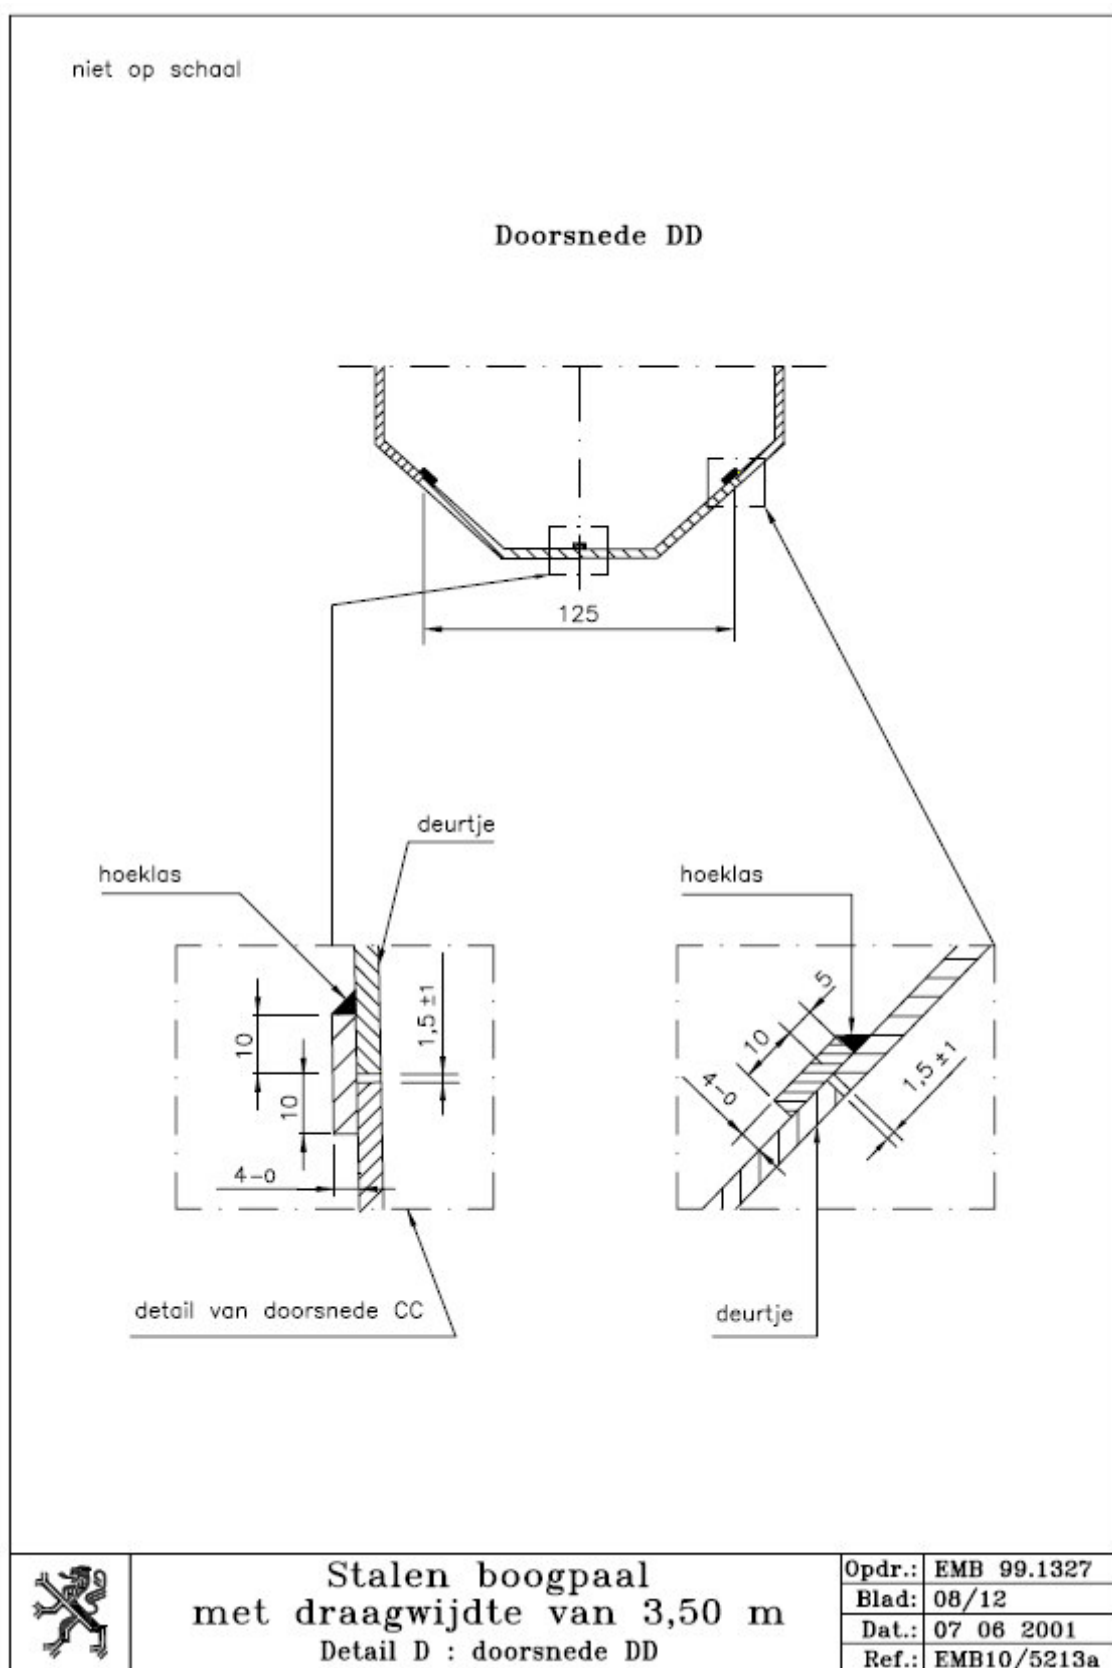 niet op schaal
Doorsnede DD
125
deurtje
hoeklas
hoeklas
1,5 ±1
10
10
4-0
5
10
4-0
1,5 ±1
detail van doorsnede CC
deurtje
Stalen boogpaal
met draagwijdte van 3,50 m
Detail D : doorsnede DD
Opdr.: EMB 99.1327
Blad: 08/12
Dat.: 07 06 2001
Ref.: EMB10/5213a